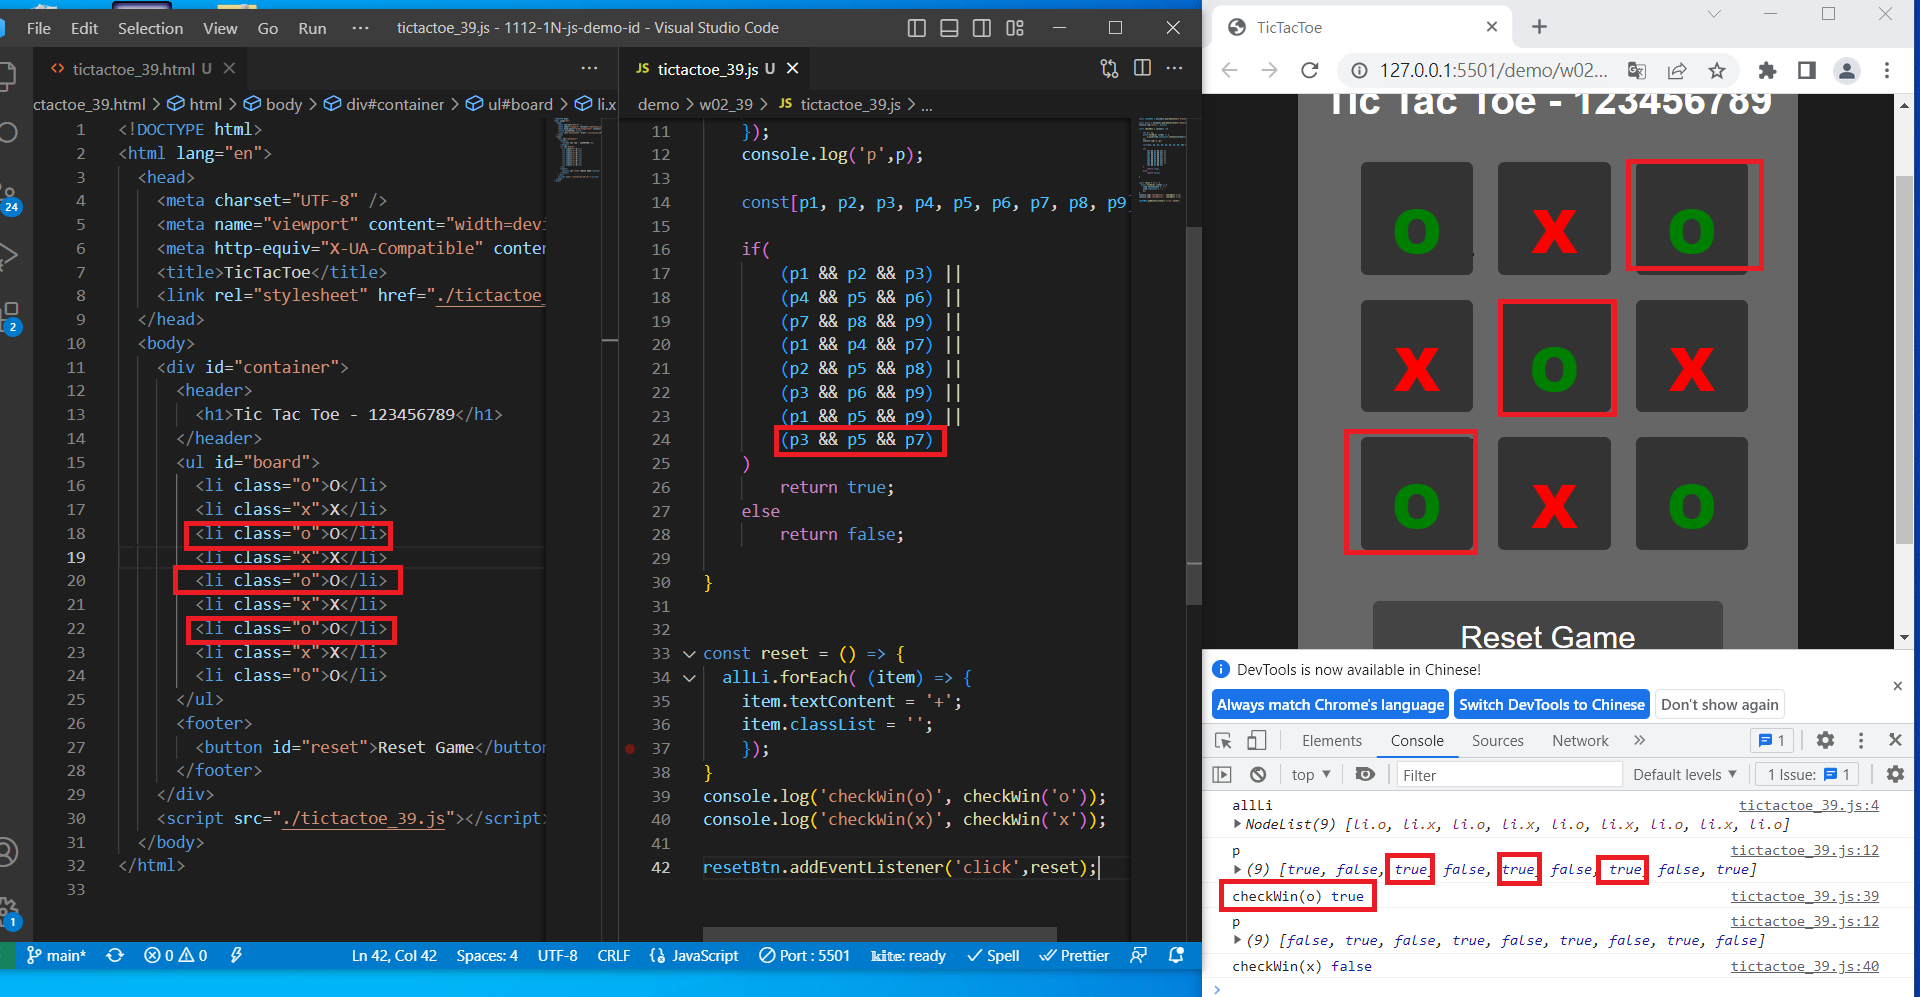 File Edit Selection View Go Run ··· tictactoe_39.js - 1112-1N-js-demo-id - Visual Studio Code
tictactoe_39.html U
ctactoe_39.html > html > body > div#container > ul#board > li.x
1 <!DOCTYPE html>
2 <html lang="en">
3 <head>
4 <meta charset="UTF-8" />
5 <meta name="viewport" content="width=devi
6 <meta http-equiv="X-UA-Compatible" conten
7 <title>TicTacToe</title>
8 <link rel="stylesheet" href="./tictactoe_
9 </head>
10 <body>
11 <div id="container">
12 <header>
13 <h1>Tic Tac Toe - 123456789</h1>
14 </header>
15 <ul id="board">
16 <li class="o">O</li>
17 <li class="x">X</li>
18 <li class="o">O</li>
19 <li class="x">X</li>
20 <li class="o">O</li>
21 <li class="x">X</li>
22 <li class="o">O</li>
23 <li class="x">X</li>
24 <li class="o">O</li>
25 </ul>
26 <footer>
27 <button id="reset">Reset Game</button
28 </footer>
29 </div>
30 <script src="./tictactoe_39.js"></script>
31 </body>
32 </html>
33
JS tictactoe_39.js U
demo > w02_39 > JS tictactoe_39.js > ...
11 });
12 console.log('p',p);
13
14 const[p1, p2, p3, p4, p5, p6, p7, p8, p9
15
16 if(
17 (p1 && p2 && p3) ||
18 (p4 && p5 && p6) ||
19 (p7 && p8 && p9) ||
20 (p1 && p4 && p7) ||
21 (p2 && p5 && p8) ||
22 (p3 && p6 && p9) ||
23 (p1 && p5 && p9) ||
24 (p3 && p5 && p7)
25 )
26 return true;
27 else
28 return false;
29
30 }
31
32
33 const reset = () => {
34 allLi.forEach( (item) => {
35 item.textContent = '+';
36 item.classList = '';
37 });
38 }
39 console.log('checkWin(o)', checkWin('o'));
40 console.log('checkWin(x)', checkWin('x'));
41
42 resetBtn.addEventListener('click',reset);
24
2
1
main* 0 0 Ln 42, Col 42 Spaces: 4 UTF-8 CRLF JavaScript Port : 5501 kite: ready Spell Prettier
TicTacToe
127.0.0.1:5501/demo/w02...
Tic Tac Toe - 123456789
O X O
X O X
O X O
Reset Game
DevTools is now available in Chinese!
Always match Chrome's language Switch DevTools to Chinese Don't show again
Elements Console Sources Network » 1
top Filter Default levels 1 Issue: 1
allLi tictactoe_39.js:4
NodeList(9) [li.o, li.x, li.o, li.x, li.o, li.x, li.o, li.x, li.o]
p tictactoe_39.js:12
(9) [true, false, true, false, true, false, true, false, true]
checkWin(o) true tictactoe_39.js:39
p tictactoe_39.js:12
(9) [false, true, false, true, false, true, false, true, false]
checkWin(x) false tictactoe_39.js:40